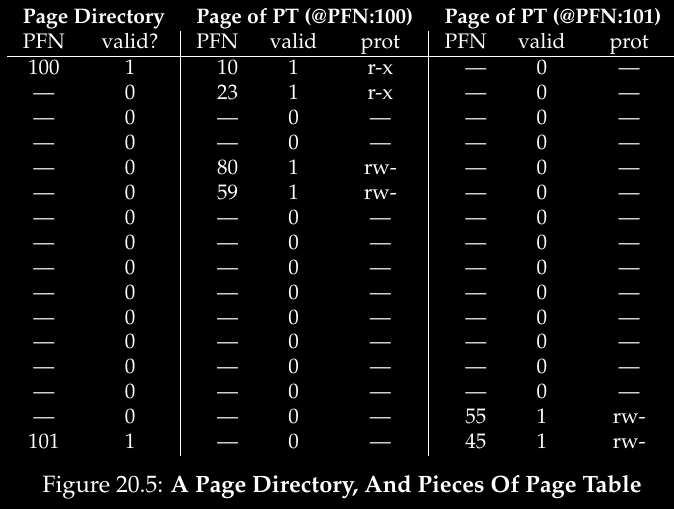 Page Directory Page of PT (@PFN:100) Page of PT (@PFN:101)
PFN valid? PFN valid prot PFN valid prot
100 1 10 1 r-x — 0 —
— 0 23 1 r-x — 0 —
— 0 — 0 — — 0 —
— 0 — 0 — — 0 —
— 0 80 1 rw- — 0 —
— 0 59 1 rw- — 0 —
— 0 — 0 — — 0 —
— 0 — 0 — — 0 —
— 0 — 0 — — 0 —
— 0 — 0 — — 0 —
— 0 — 0 — — 0 —
— 0 — 0 — — 0 —
— 0 — 0 — — 0 —
— 0 — 0 — — 0 —
— 0 — 0 — 55 1 rw-
101 1 — 0 — 45 1 rw-
Figure 20.5: A Page Directory, And Pieces Of Page Table